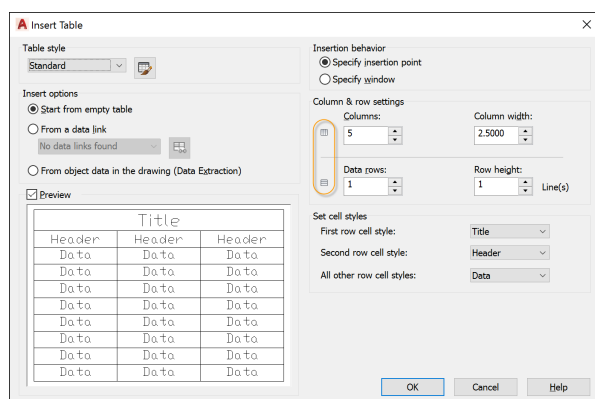 Insert Table
Table style
Standard
Insert options
Start from empty table
From a data link
No data links found
From object data in the drawing (Data Extraction)
Preview
Title
Header Header Header
Data Data Data
Data Data Data
Data Data Data
Data Data Data
Data Data Data
Data Data Data
Data Data Data
Data Data Data
Insertion behavior
Specify insertion point
Specify window
Column & row settings
Columns: Column width:
5 2.5000
Data rows: Row height:
1 1 Line(s)
Set cell styles
First row cell style: Title
Second row cell style: Header
All other row cell styles: Data
OK Cancel Help